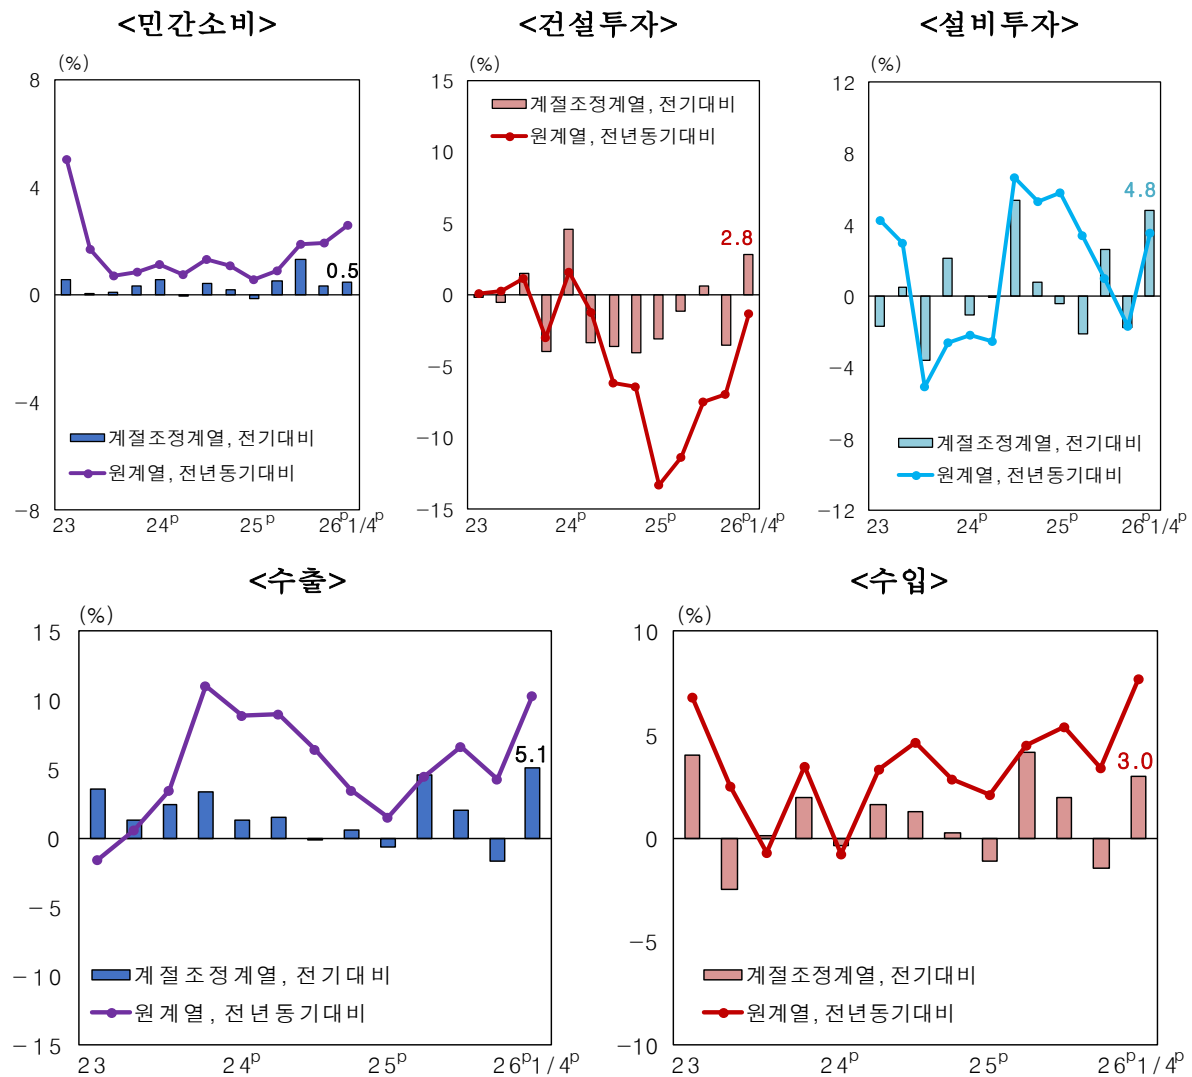 <민간소비>
(%)
8
4
0
−4
−8
0.5
계절조정계열, 전기대비
원계열, 전년동기대비
23
24p
25p
26p1/4p
<건설투자>
(%)
15
10
5
0
−5
−10
−15
계절조정계열, 전기대비
원계열, 전년동기대비
2.8
23
24p
25p
26p1/4p
<설비투자>
(%)
12
8
4
0
−4
−8
−12
4.8
계절조정계열, 전기대비
원계열, 전년동기대비
23
24p
25p
26p1/4p
<수출>
(%)
15
10
5
0
−5
−10
−15
5.1
계절조정계열, 전기대비
원계열, 전년동기대비
23
24p
25p
26p1/4p
<수입>
(%)
10
5
0
−5
−10
3.0
계절조정계열, 전기대비
원계열, 전년동기대비
23
24p
25p
26p1/4p